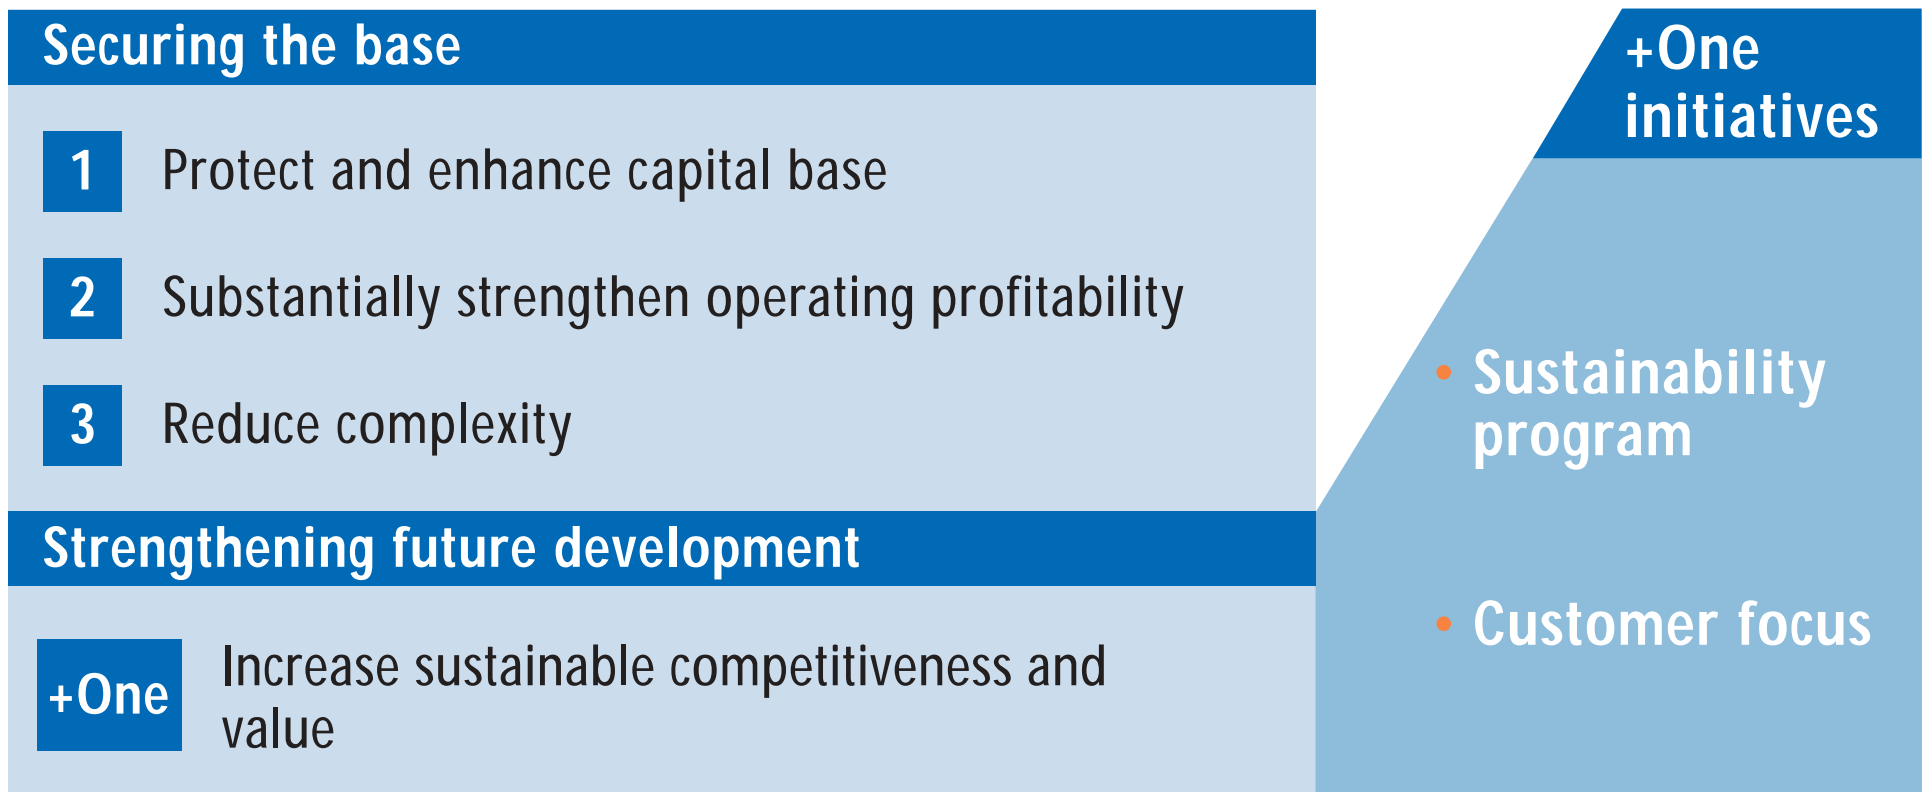 Securing the base
1 Protect and enhance capital base
2 Substantially strengthen operating profitability
3 Reduce complexity
Strengthening future development
+One Increase sustainable competitiveness and
value
+One
initiatives
• Sustainability
program
• Customer focus